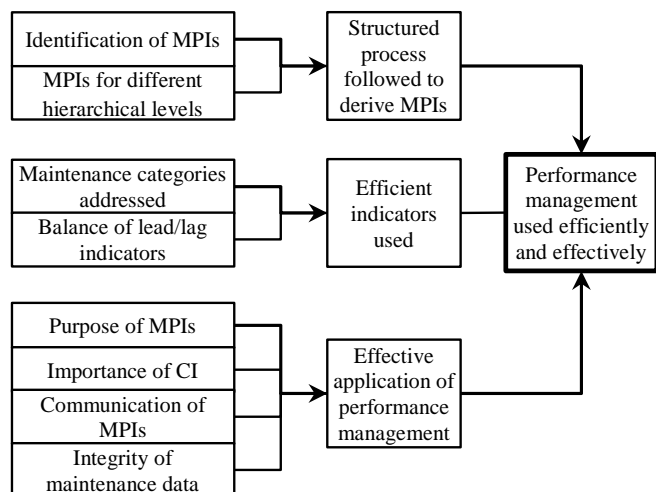 Identification of MPIs
MPIs for different
hierarchical levels
Structured
process
followed to
derive MPIs
Maintenance categories
addressed
Balance of lead/lag
indicators
Efficient
indicators
used
Performance
management
used efficiently
and effectively
Purpose of MPIs
Importance of CI
Communication of
MPIs
Integrity of
maintenance data
Effective
application of
performance
management